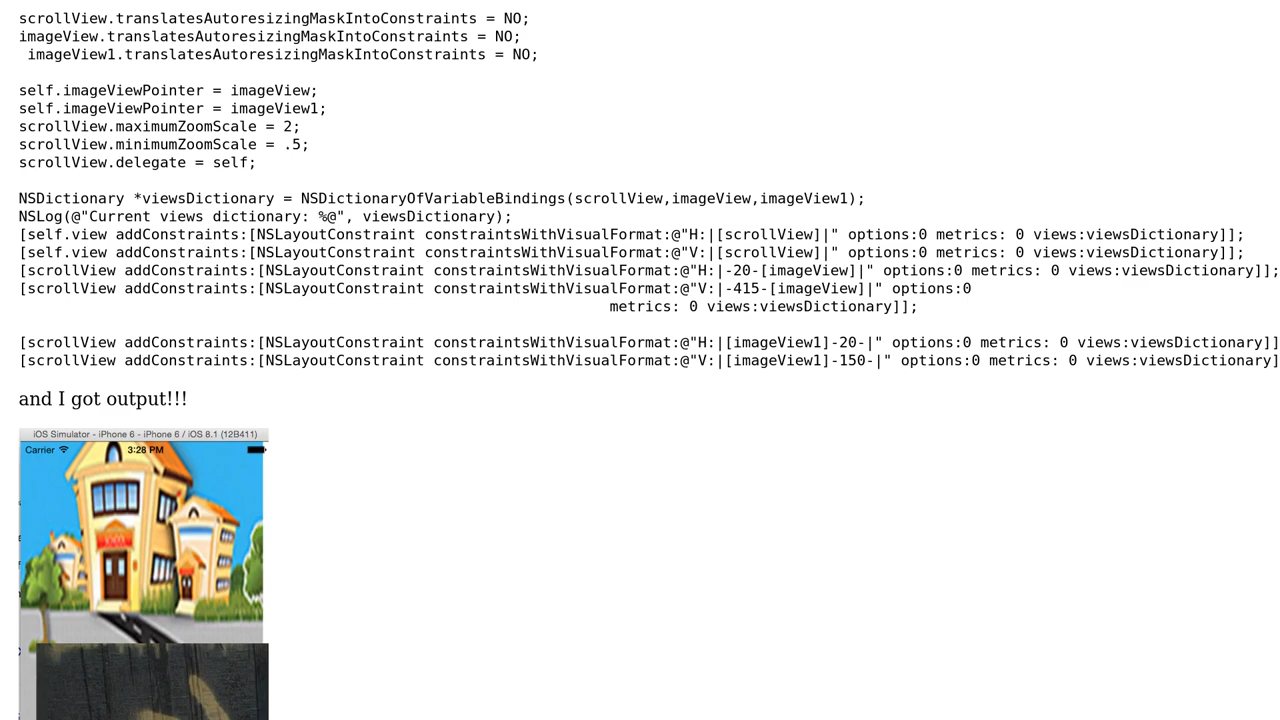 scrollView.translatesAutoresizingMaskIntoConstraints = NO;
imageView.translatesAutoresizingMaskIntoConstraints = NO;
imageView1.translatesAutoresizingMaskIntoConstraints = NO;
self.imageViewPointer = imageView;
self.imageViewPointer = imageView1;
scrollView.maximumZoomScale = 2;
scrollView.minimumZoomScale = .5;
scrollView.delegate = self;
NSDictionary *viewsDictionary = NSDictionaryOfVariableBindings(scrollView,imageView,imageView1);
NSLog(@"Current views dictionary: %@", viewsDictionary);
[self.view addConstraints:[NSLayoutConstraint constraintsWithVisualFormat:@"H:|[scrollView]|" options:0 metrics: 0 views:viewsDictionary]];
[self.view addConstraints:[NSLayoutConstraint constraintsWithVisualFormat:@"V:|[scrollView]|" options:0 metrics: 0 views:viewsDictionary]];
[scrollView addConstraints:[NSLayoutConstraint constraintsWithVisualFormat:@"H:|-20-[imageView]|" options:0 metrics: 0 views:viewsDictionary]];
[scrollView addConstraints:[NSLayoutConstraint constraintsWithVisualFormat:@"V:|-415-[imageView]|" options:0
metrics: 0 views:viewsDictionary]];
[scrollView addConstraints:[NSLayoutConstraint constraintsWithVisualFormat:@"H:|[imageView1]-20-|" options:0 metrics: 0 views:viewsDictionary]]
[scrollView addConstraints:[NSLayoutConstraint constraintsWithVisualFormat:@"V:|[imageView1]-150-|" options:0 metrics: 0 views:viewsDictionary]
and I got output!!!
iOS Simulator - iPhone 6 - iPhone 6 / iOS 8.1 (12B411)
Carrier 3:28 PM